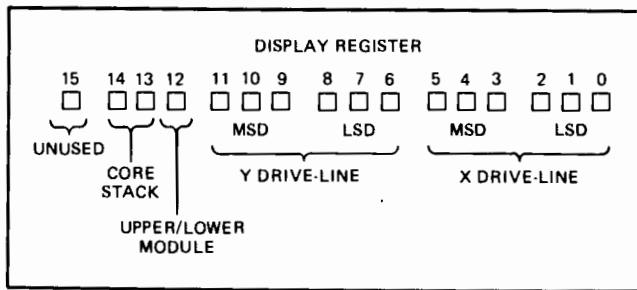 DISPLAY REGISTER
15 14 13 12 11 10 9 8 7 6 5 4 3 2 1 0
MSD LSD MSD LSD
UNUSED
CORE STACK
Y DRIVE-LINE X DRIVE-LINE
UPPER/LOWER MODULE